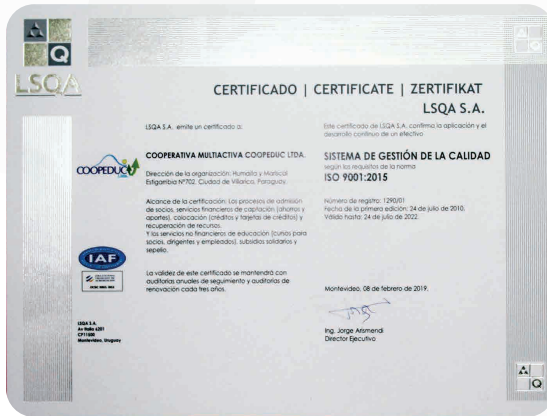 LSQA
CERTIFICADO | CERTIFICATE | ZERTIFIKAT
LSQA S.A.
LSQA S.A. emite un certificado a:
COOPEDUC
COOPERATIVA MULTIACTIVA COOPEDUC LTDA.
Dirección de la organización: Humaita y Mariscal
Estigarribia N°702. Ciudad de Villarica, Paraguay.
Alcance de la certificación: Los procesos de admisión
de socios, servicios financieros de captación (ahorros y
aportes), colocación (créditos y tarjetas de créditos) y
recuperación de recursos.
Y los servicios no financieros de educación (cursos para
socios, dirigentes y empleados), subsidios solidarios y
sepelio.
IAF
La validez de este certificado se mantendrá con
auditorías anuales de seguimiento y auditorías de
renovación cada tres años.
LSQA S.A.
Av Italia 6201
CP11500
Montevideo, Uruguay
Este certificado de LSQA S.A. confirma la aplicación y el
desarrollo continuo de un efectivo
SISTEMA DE GESTIÓN DE LA CALIDAD
según los requisitos de la norma
ISO 9001:2015
Número de registro: 1290/01
Fecha de la primera edición: 24 de julio de 2010.
Válido hasta: 24 de julio de 2022.
Montevideo, 08 de febrero de 2019.
Ing. Jorge Arismendi
Director Ejecutivo
Q